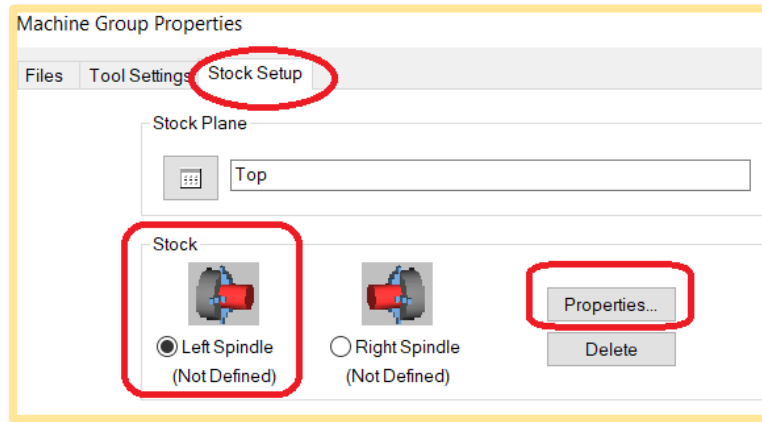 Machine Group Properties
Files Tool Settings Stock Setup
Stock Plane
Top
Stock
Properties...
Left Spindle Right Spindle Delete
(Not Defined) (Not Defined)